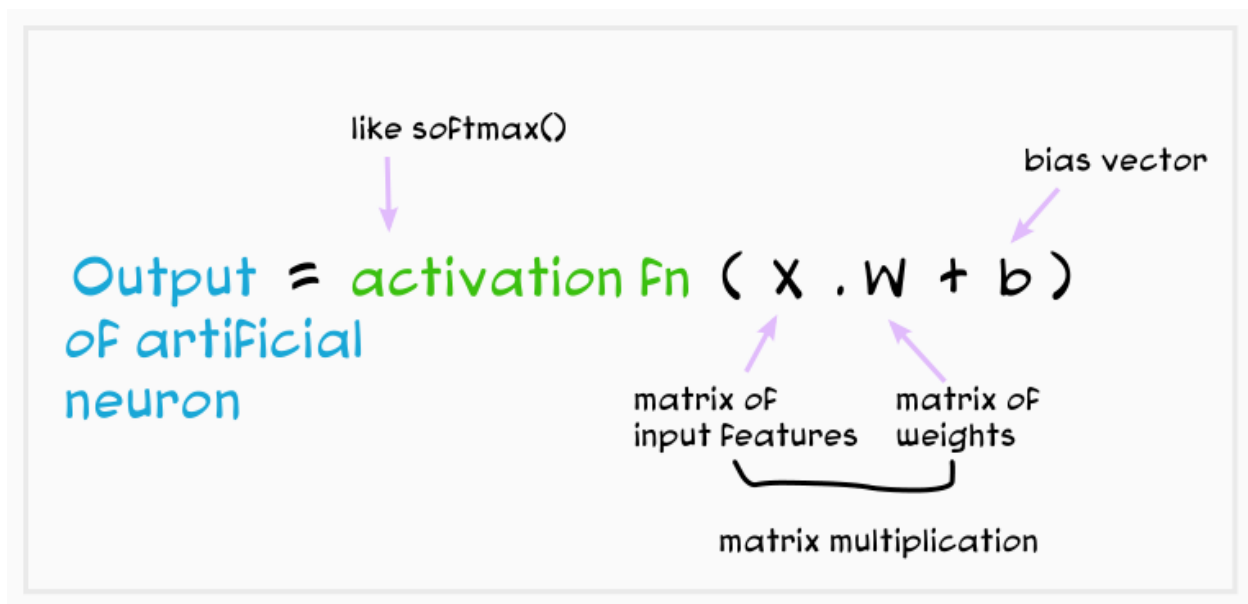 like softmax()
bias vector
Output = activation fn ( X . W + b )
of artificial
neuron
matrix of
input features
matrix of
weights
matrix multiplication